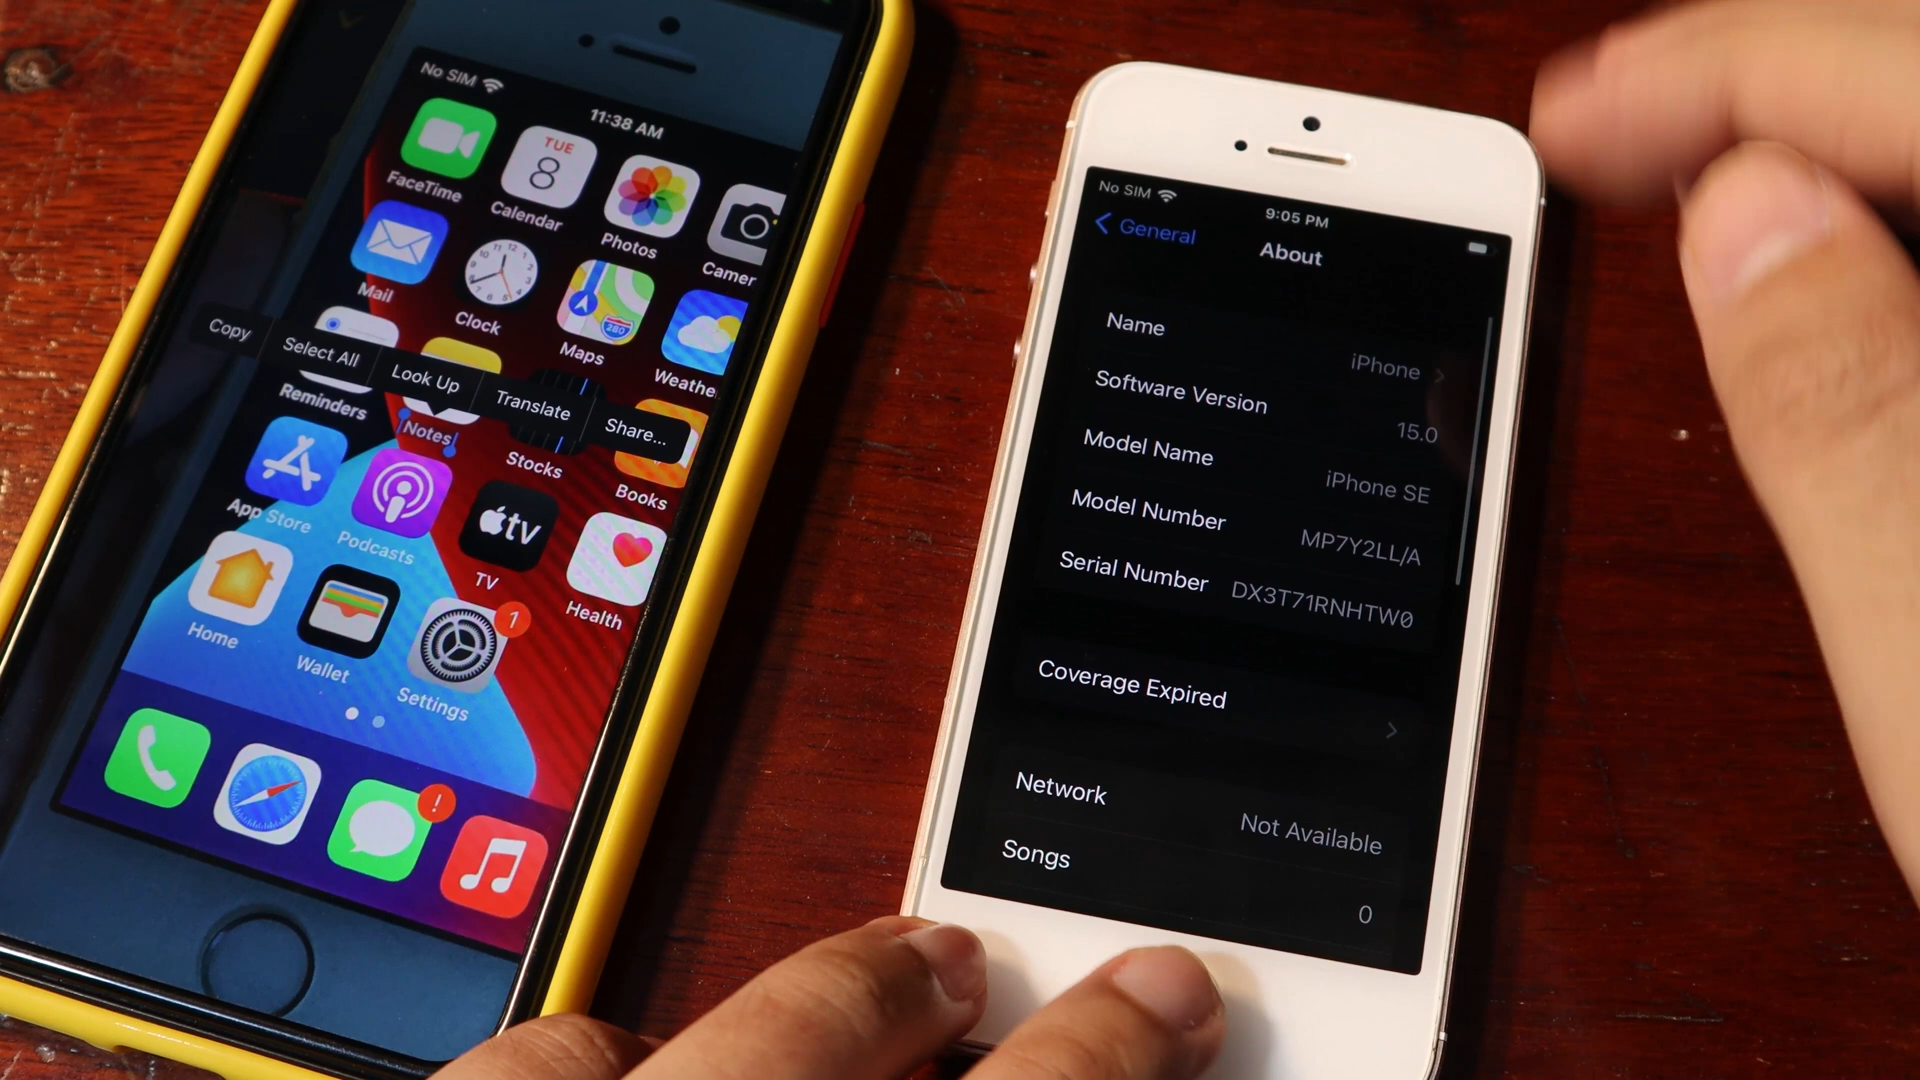 No SIM
11:38 AM
FaceTime
TUE
8
Calendar
Photos
Camer
Mail
Clock
280
Maps
Weathe
Copy
Select All
Look Up
Translate
Share...
Reminders
Notes
Stocks
Books
App Store
Podcasts
tv
TV
Health
Home
Wallet
1
Settings
!
No SIM
9:05 PM
General
About
Name
iPhone
Software Version
15.0
Model Name
iPhone SE
Model Number
MP7Y2LL/A
Serial Number
DX3T71RNHTW0
Coverage Expired
Network
Not Available
Songs
0